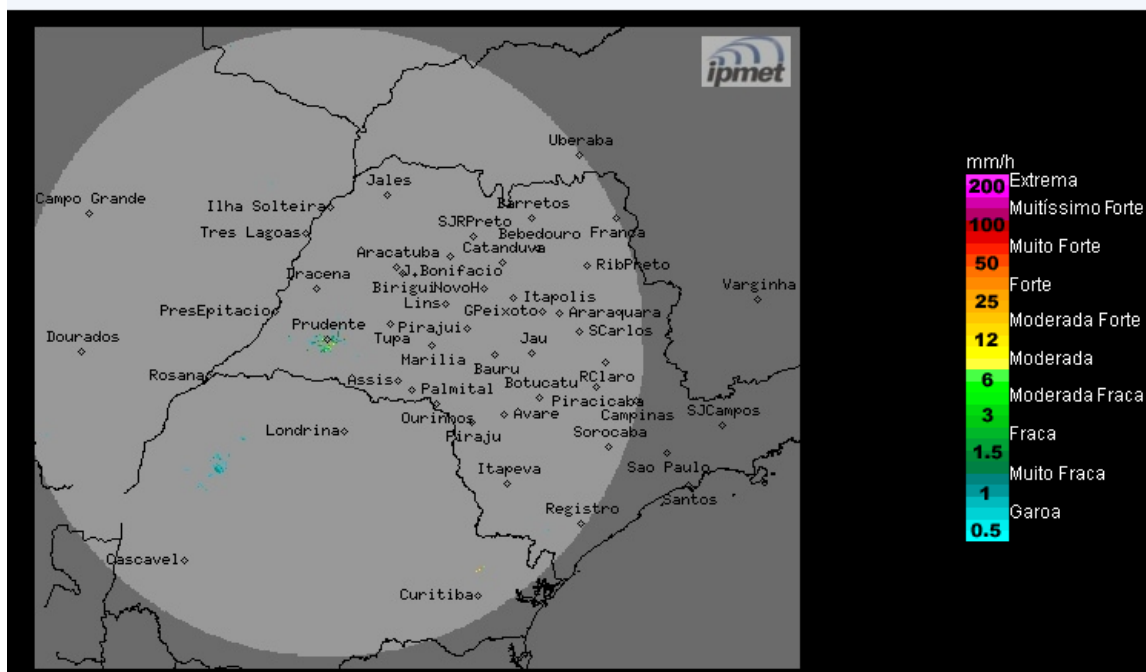 ipmet
Uberaba
Jales
Campo Grande
Ilha Solteira
Barretos
SJRPreto
Tres Lagoas
Bebedouro
Franca
Catanduva
Aracatuba
RibPreto
J.Bonifacio
Dracena
Birigui
NovoH
Varginha
Itapolis
Lins
PresEpitacio
GPeixoto
Araraquara
Prudente
Pirajui
SCarlos
Dourados
Tupa
Jau
Marilia
Bauru
Rosana
Assis
Botucatu
RClaro
Palmital
Piracicaba
Ourinhos
Avare
Campinas
SJCampos
Londrina
Piraju
Sorocaba
Itapeva
Sao Paulo
Santos
Registro
Cascavel
Curitiba
mm/h
200 Extrema
Muitíssimo Forte
100
Muito Forte
50
Forte
25
Moderada Forte
12
Moderada
6
Moderada Fraca
3
Fraca
1.5
Muito Fraca
1
Garoa
0.5